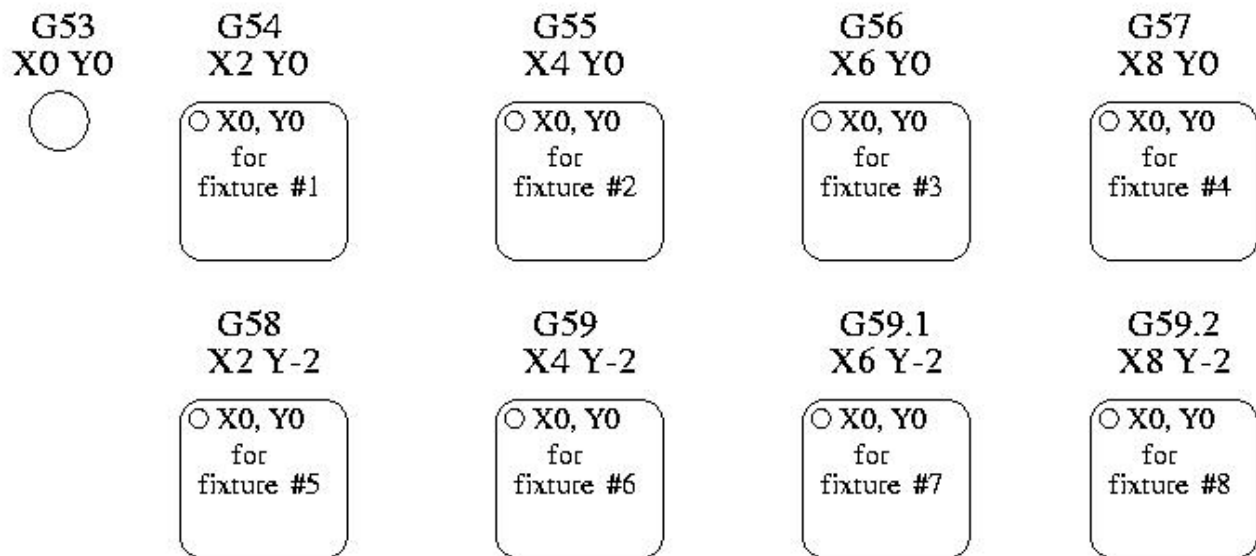 G53
X0 Y0
G54
X2 Y0
G55
X4 Y0
G56
X6 Y0
G57
X8 Y0
X0, Y0
for
fixture #1
X0, Y0
for
fixture #2
X0, Y0
for
fixture #3
X0, Y0
for
fixture #4
G58
X2 Y-2
G59
X4 Y-2
G59.1
X6 Y-2
G59.2
X8 Y-2
X0, Y0
for
fixture #5
X0, Y0
for
fixture #6
X0, Y0
for
fixture #7
X0, Y0
for
fixture #8